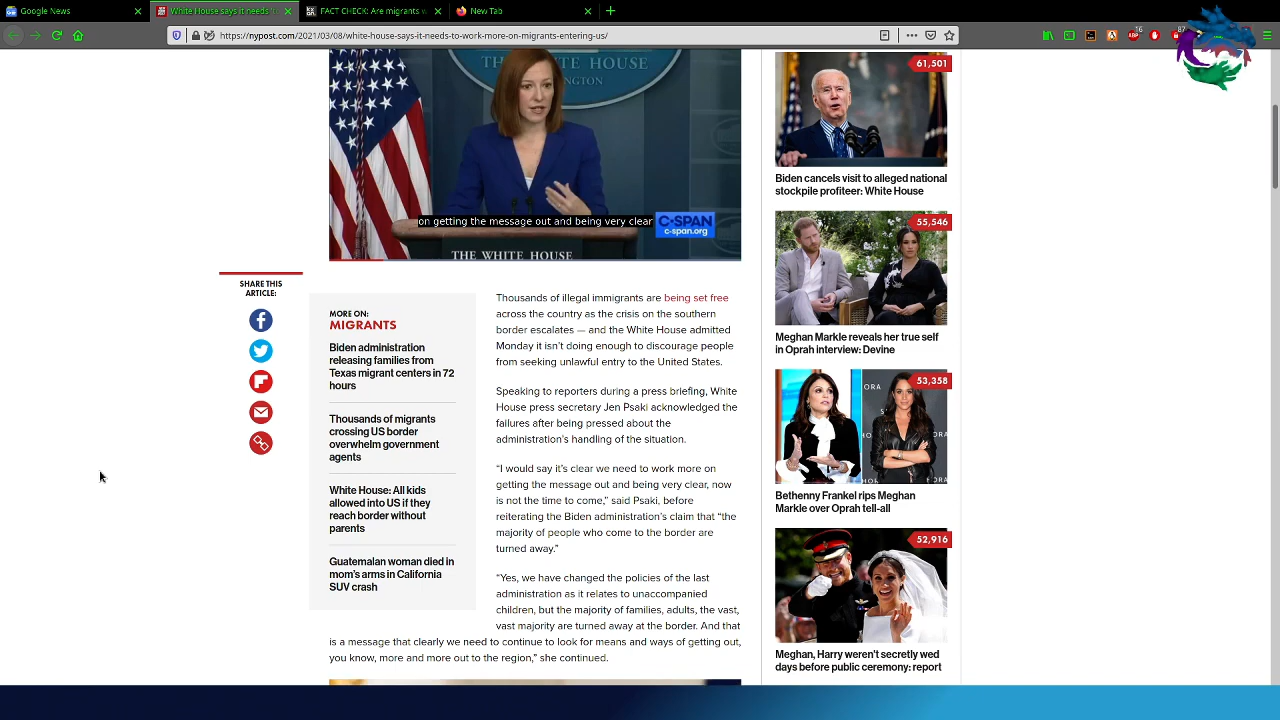 Google News
White House says it needs 'to
FACT CHECK: Are migrants w
New Tab
https://nypost.com/2021/03/08/white-house-says-it-needs-to-work-more-on-migrants-entering-us/
16
87
THE WHITE HOUSE
WASHINGTON
on getting the message out and being very clear
C-SPAN
c-span.org
THE WHITE HOUSE
SHARE THIS
ARTICLE:
MORE ON:
MIGRANTS
Biden administration
releasing families from
Texas migrant centers in 72
hours
Thousands of migrants
crossing US border
overwhelm government
agents
White House: All kids
allowed into US if they
reach border without
parents
Guatemalan woman died in
mom's arms in California
SUV crash
Thousands of illegal immigrants are being set free
across the country as the crisis on the southern
border escalates — and the White House admitted
Monday it isn't doing enough to discourage people
from seeking unlawful entry to the United States.
Speaking to reporters during a press briefing, White
House press secretary Jen Psaki acknowledged the
failures after being pressed about the
administration's handling of the situation.
“I would say it's clear we need to work more on
getting the message out and being very clear, now
is not the time to come,” said Psaki, before
reiterating the Biden administration's claim that “the
majority of people who come to the border are
turned away.”
“Yes, we have changed the policies of the last
administration as it relates to unaccompanied
children, but the majority of families, adults, the vast,
vast majority are turned away at the border. And that
is a message that clearly we need to continue to look for means and ways of getting out,
you know, more and more out to the region,” she continued.
61,501
Biden cancels visit to alleged national
stockpile profiteer: White House
55,546
Meghan Markle reveals her true self
in Oprah interview: Devine
53,358
Bethenny Frankel rips Meghan
Markle over Oprah tell-all
52,916
Meghan, Harry weren't secretly wed
days before public ceremony: report